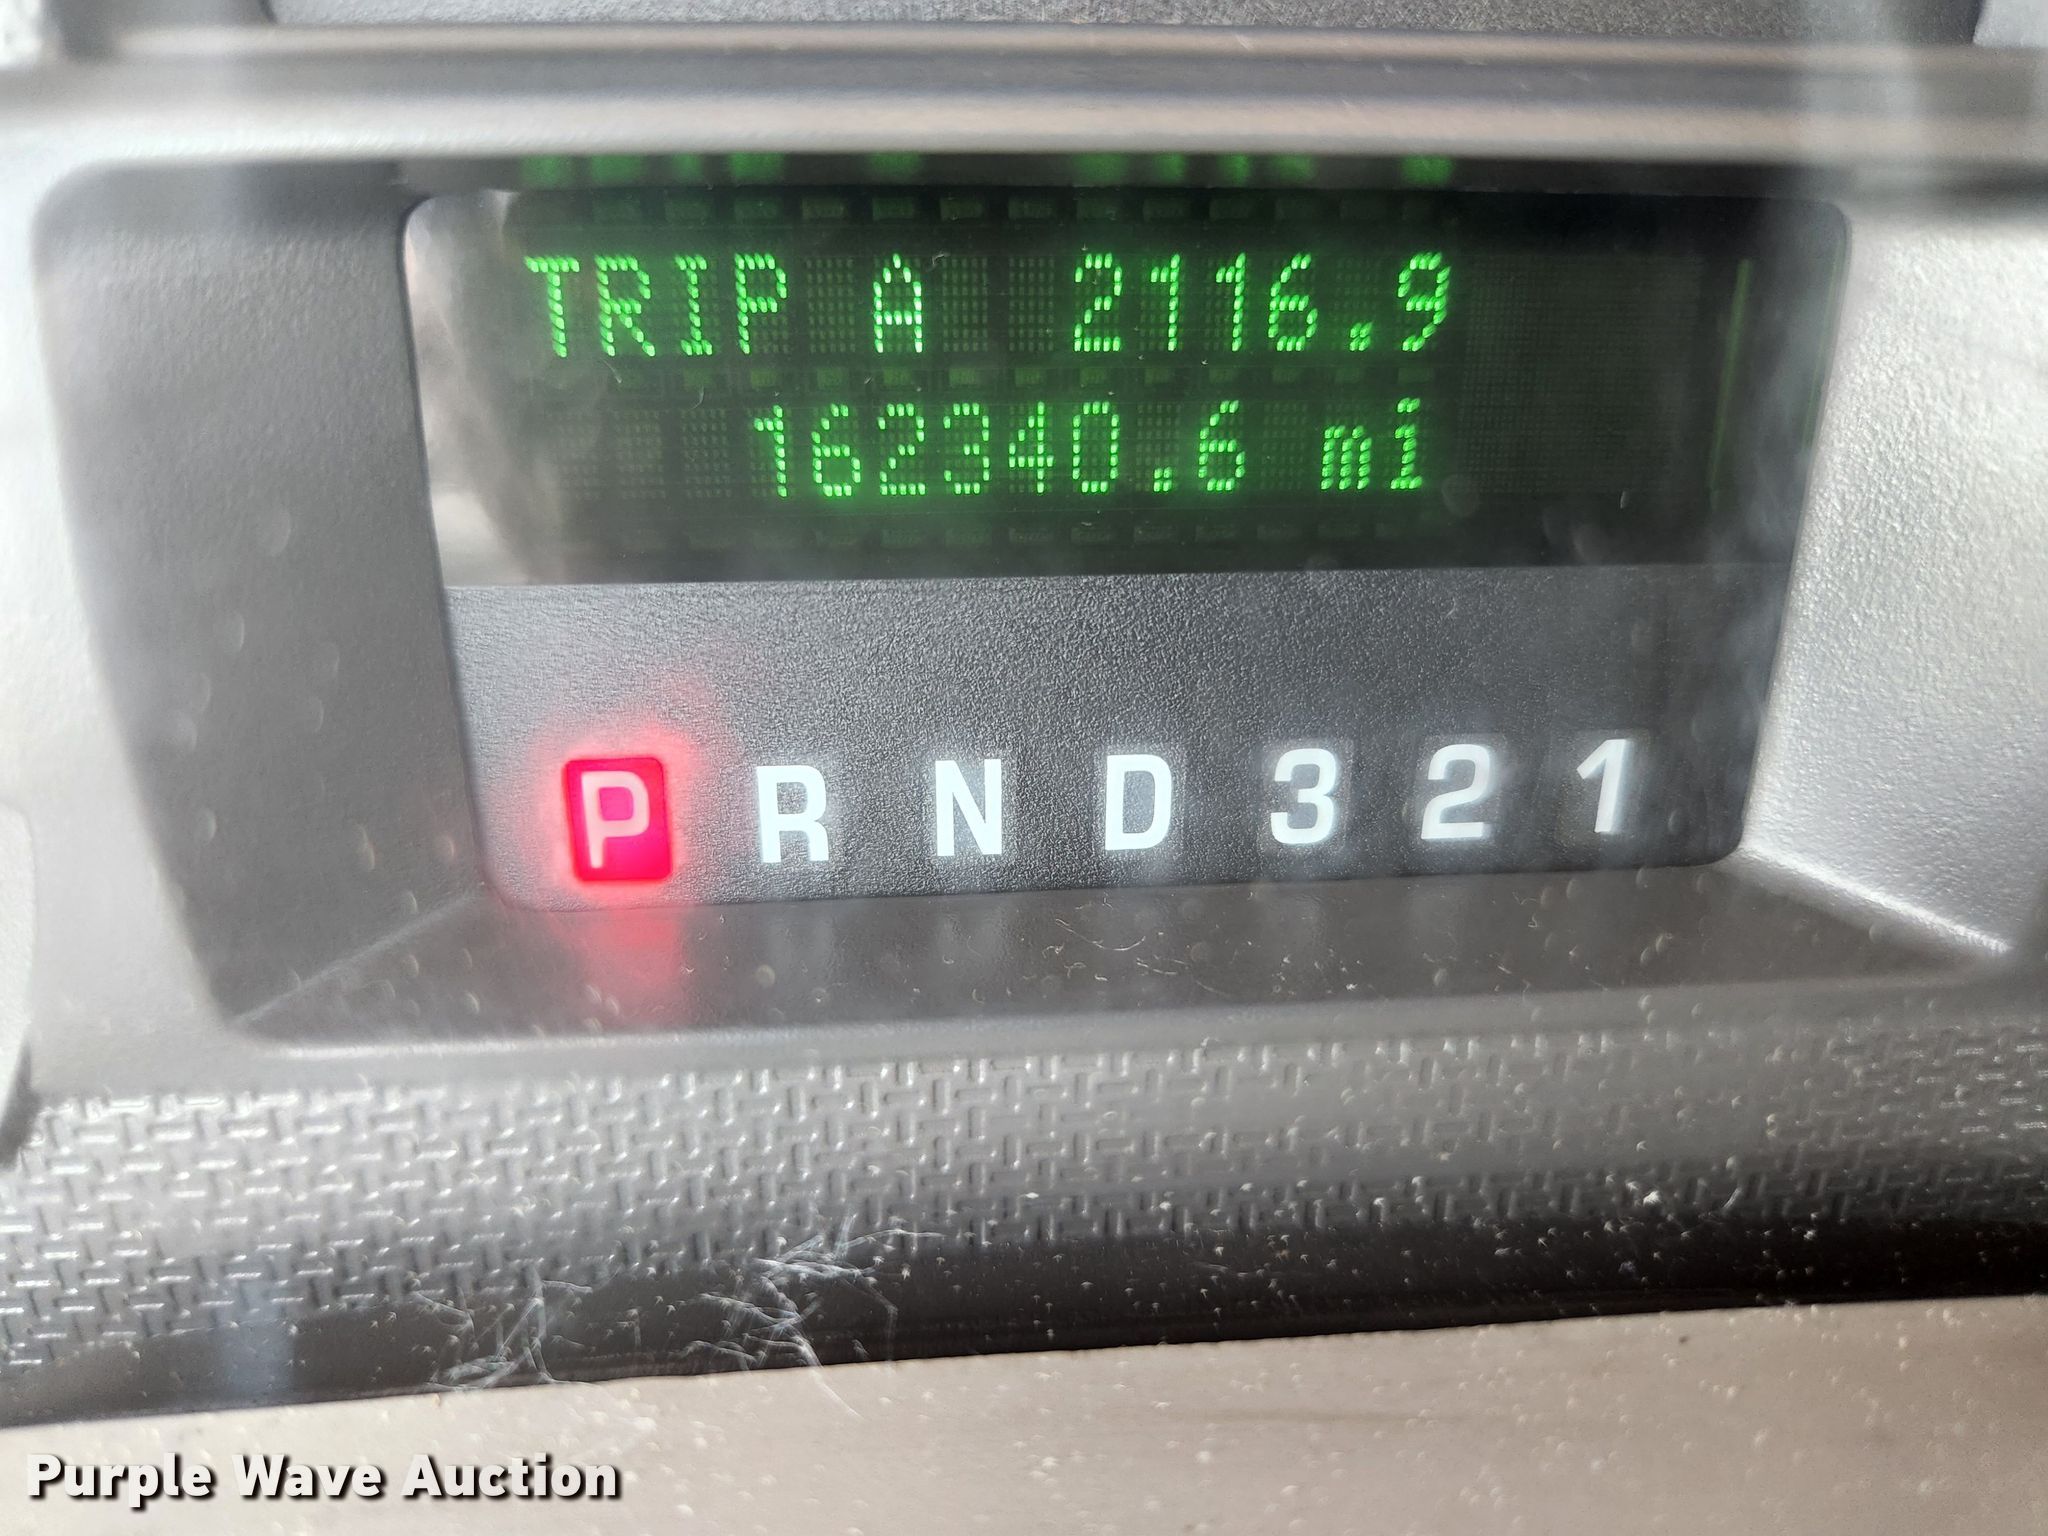 TRIP A 2116.9
162340.6 mi
P R N D 3 2 1
Purple Wave Auction